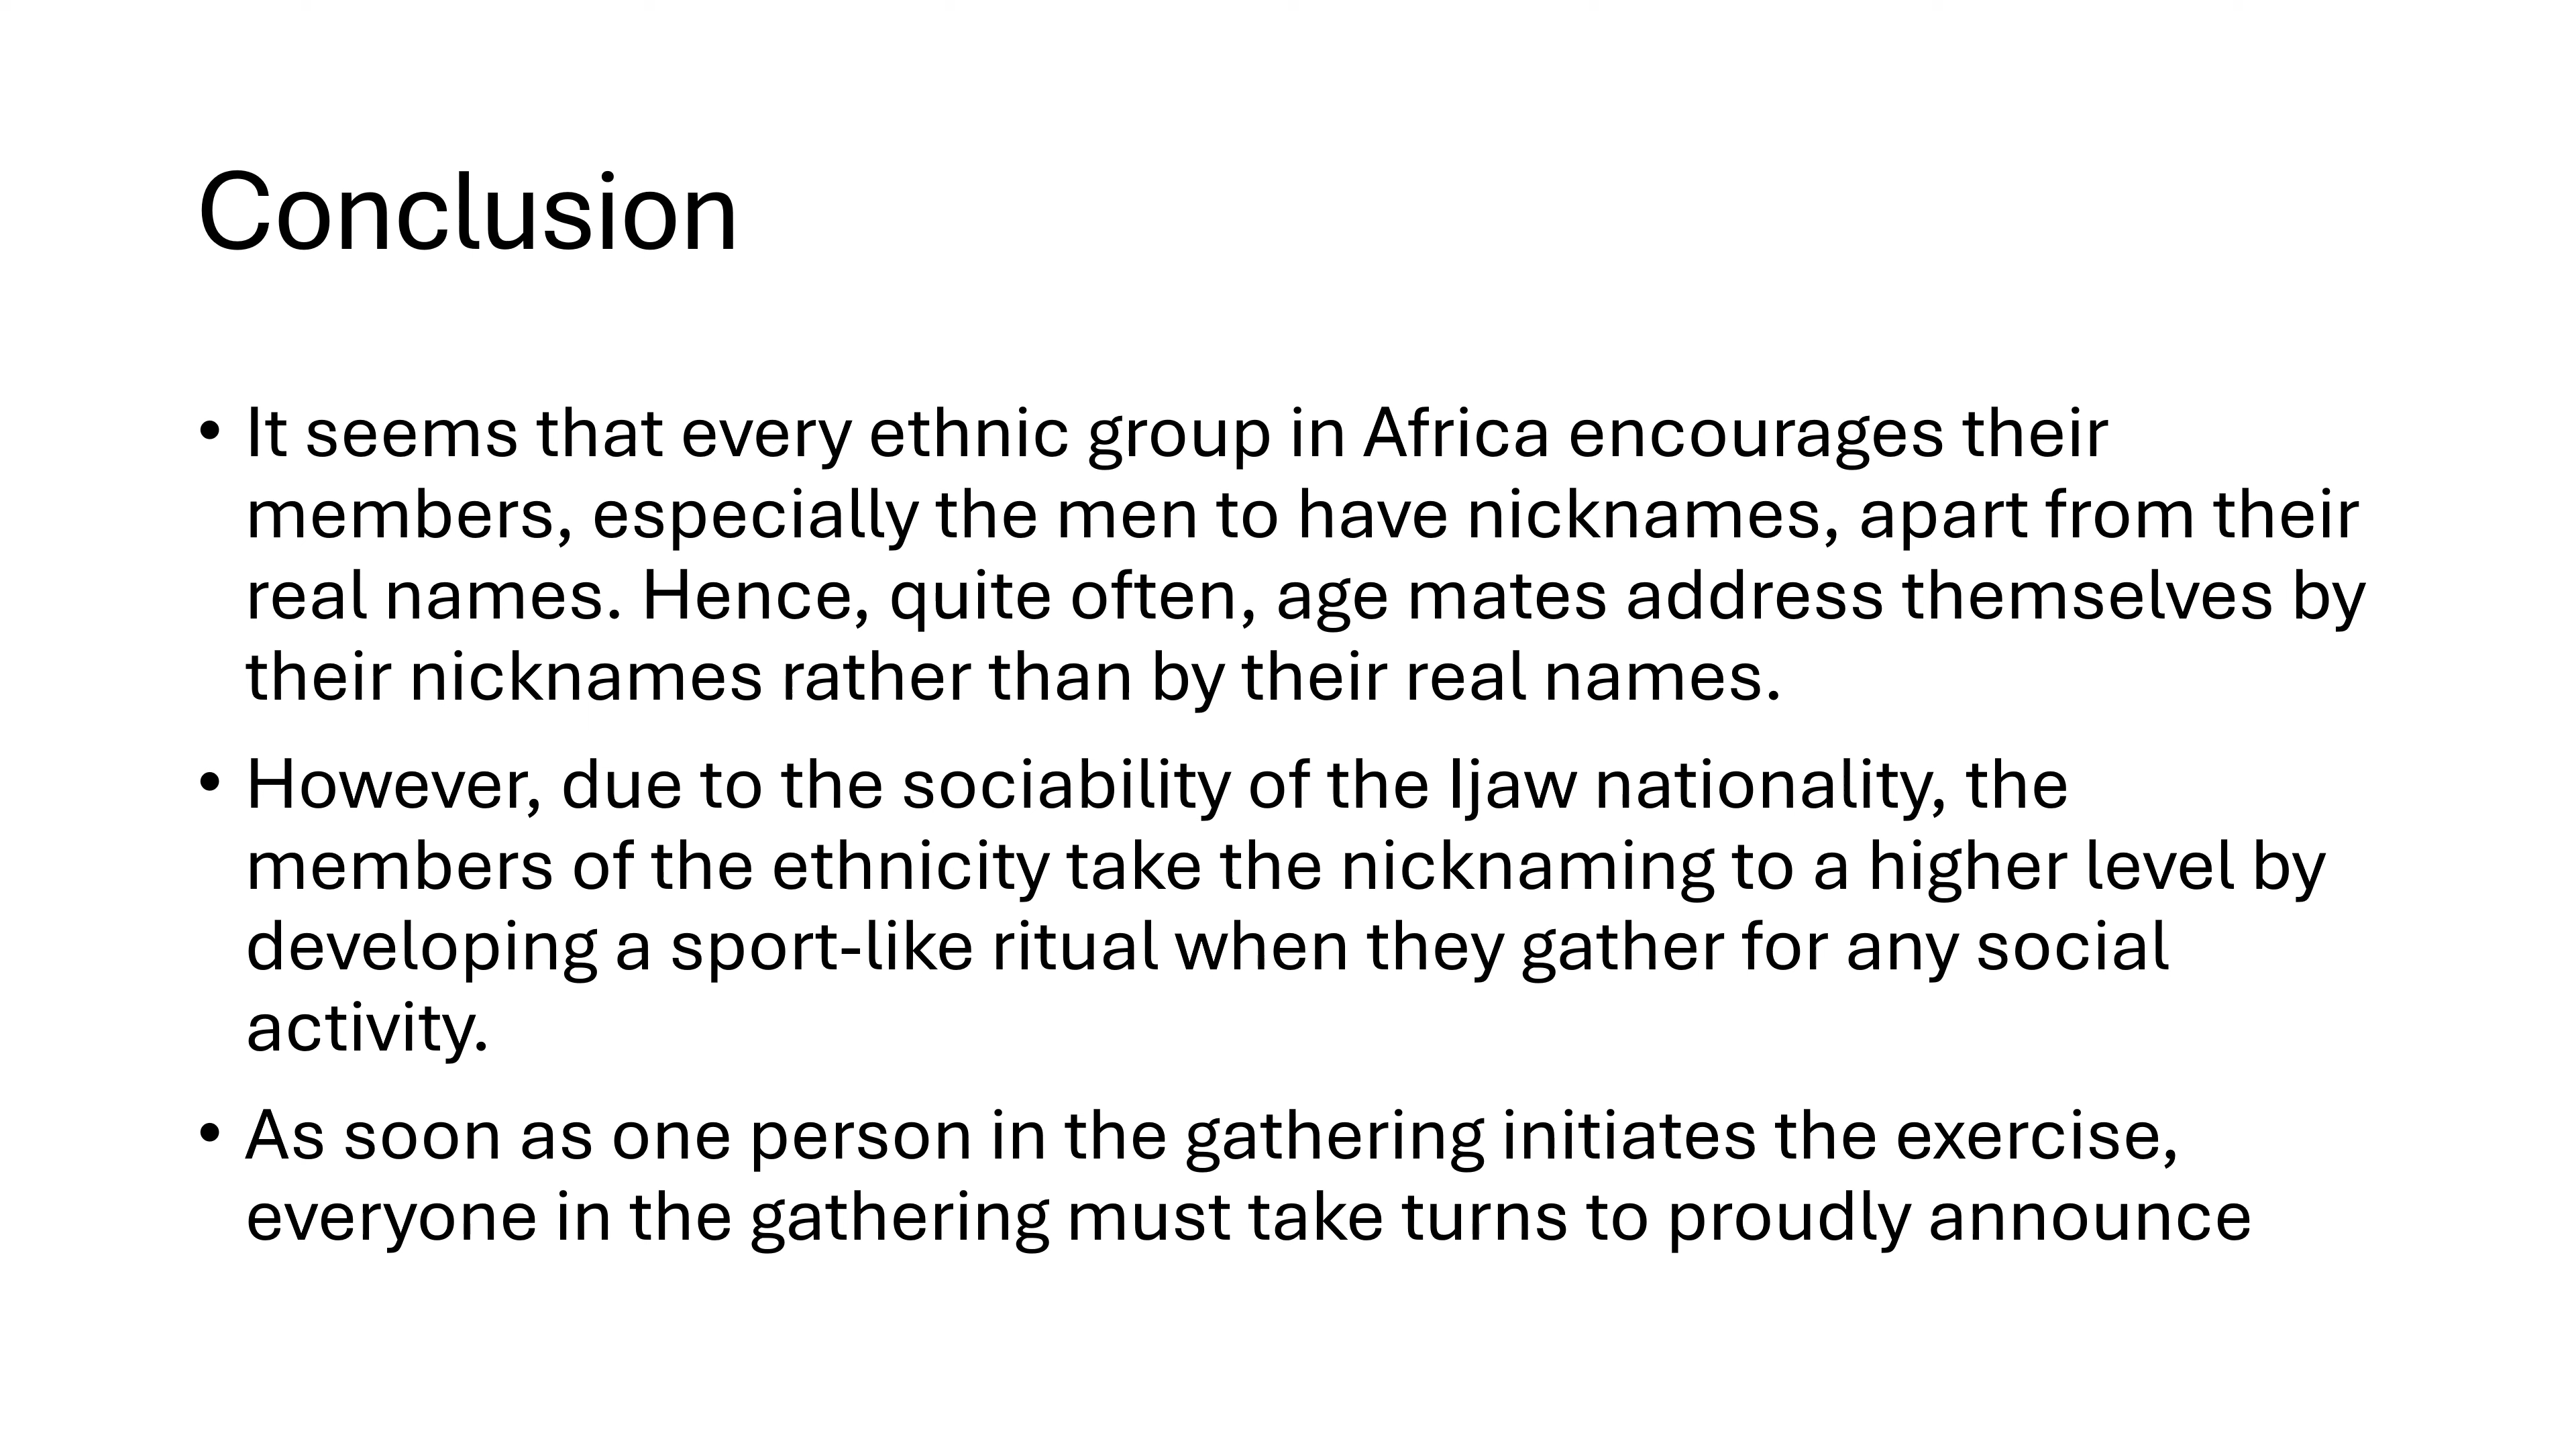 Conclusion
• It seems that every ethnic group in Africa encourages their
members, especially the men to have nicknames, apart from their
real names. Hence, quite often, age mates address themselves by
their nicknames rather than by their real names.
• However, due to the sociability of the Ijaw nationality, the
members of the ethnicity take the nicknaming to a higher level by
developing a sport-like ritual when they gather for any social
activity.
• As soon as one person in the gathering initiates the exercise,
everyone in the gathering must take turns to proudly announce